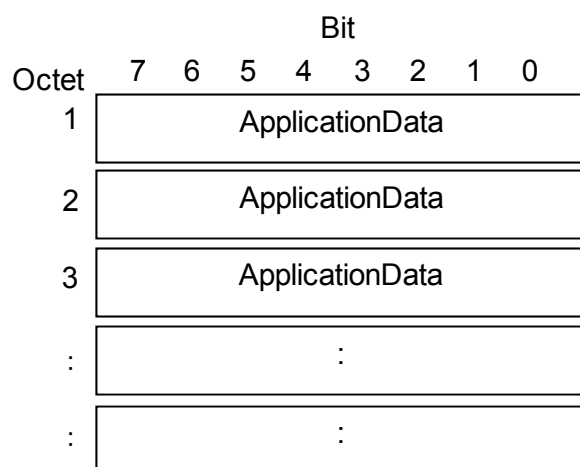 Bit
Octet 7 6 5 4 3 2 1 0
1 ApplicationData
2 ApplicationData
3 ApplicationData
: :
: :